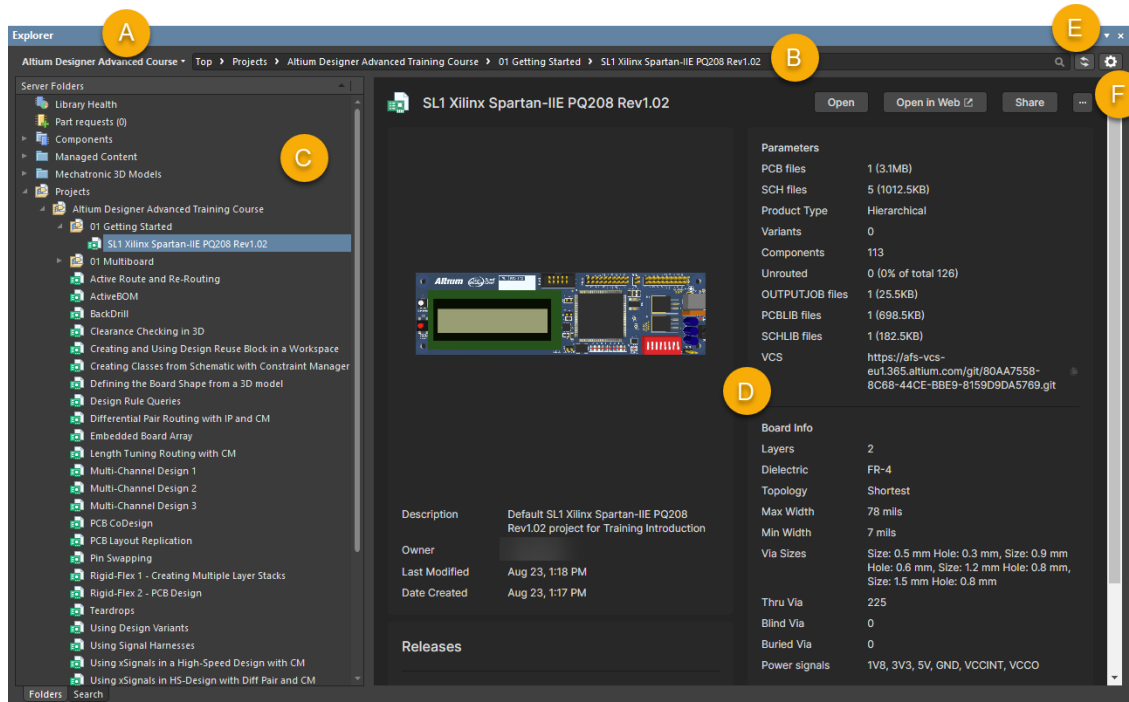 Explorer
A
E
Altium Designer Advanced Course
Top > Projects > Altium Designer Advanced Training Course > 01 Getting Started > SL1 Xilinx Spartan-IIE PQ208 Rev1.02
B
Server Folders
Library Health
Part requests (0)
Components
Managed Content
Mechatronic 3D Models
Projects
Altium Designer Advanced Training Course
01 Getting Started
SL1 Xilinx Spartan-IIE PQ208 Rev1.02
01 Multiboard
Active Route and Re-Routing
ActiveBOM
BackDrill
Clearance Checking in 3D
Creating and Using Design Reuse Block in a Workspace
Creating Classes from Schematic with Constraint Manager
Defining the Board Shape from a 3D model
Design Rule Queries
Differential Pair Routing with IP and CM
Embedded Board Array
Length Tuning Routing with CM
Multi-Channel Design 1
Multi-Channel Design 2
Multi-Channel Design 3
PCB CoDesign
PCB Layout Replication
Pin Swapping
Rigid-Flex 1 - Creating Multiple Layer Stacks
Rigid-Flex 2 - PCB Design
Teardrops
Using Design Variants
Using Signal Harnesses
Using xSignals in a High-Speed Design with CM
Using xSignals in HS-Design with Diff Pair and CM
Folders Search
C
SL1 Xilinx Spartan-IIE PQ208 Rev1.02
Open Open in Web Share ...
F
Altium
Description Default SL1 Xilinx Spartan-IIE PQ208
Rev1.02 project for Training Introduction
Owner
Last Modified Aug 23, 1:18 PM
Date Created Aug 23, 1:17 PM
Releases
D
Parameters
PCB files 1 (3.1MB)
SCH files 5 (1012.5KB)
Product Type Hierarchical
Variants 0
Components 113
Unrouted 0 (0% of total 126)
OUTPUTJOB files 1 (25.5KB)
PCBLIB files 1 (698.5KB)
SCHLIB files 1 (182.5KB)
VCS https://afs-vcs-
eu1.365.altium.com/git/80AA7558-
8C68-44CE-BBE9-8159D9DA5769.git
Board Info
Layers 2
Dielectric FR-4
Topology Shortest
Max Width 78 mils
Min Width 7 mils
Via Sizes Size: 0.5 mm Hole: 0.3 mm, Size: 0.9 mm
Hole: 0.6 mm, Size: 1.2 mm Hole: 0.8 mm,
Size: 1.5 mm Hole: 0.8 mm
Thru Via 225
Blind Via 0
Buried Via 0
Power signals 1V8, 3V3, 5V, GND, VCCINT, VCCO